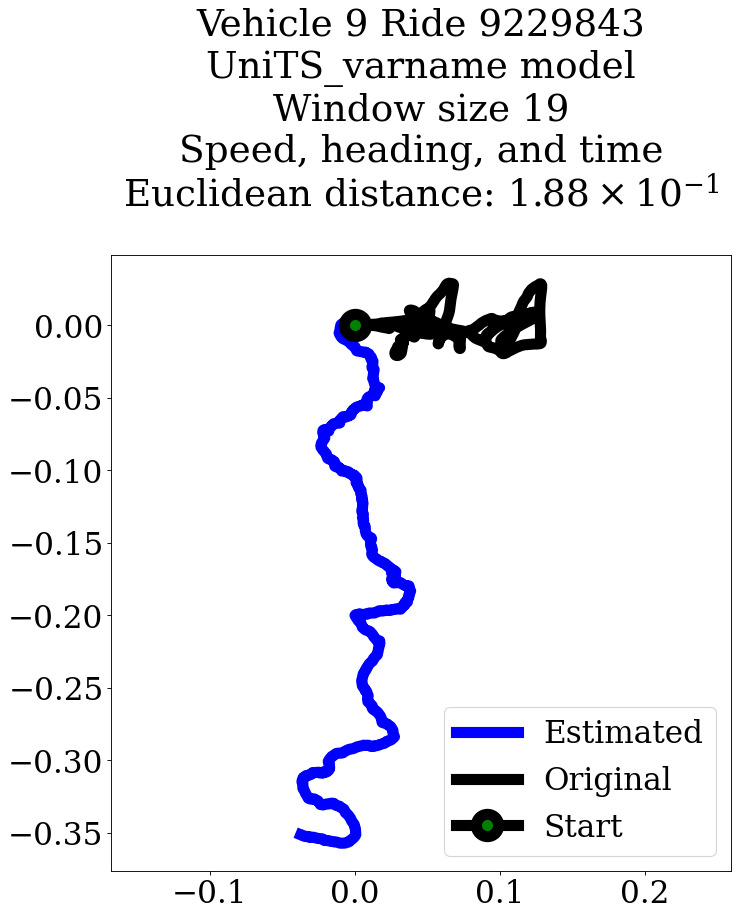 Vehicle 9 Ride 9229843
UniTS_varname model
Window size 19
Speed, heading, and time
Euclidean distance: 1.88 × 10⁻¹
0.00
−0.05
−0.10
−0.15
−0.20
−0.25
−0.30
−0.35
−0.1
0.0
0.1
0.2
Estimated
Original
Start